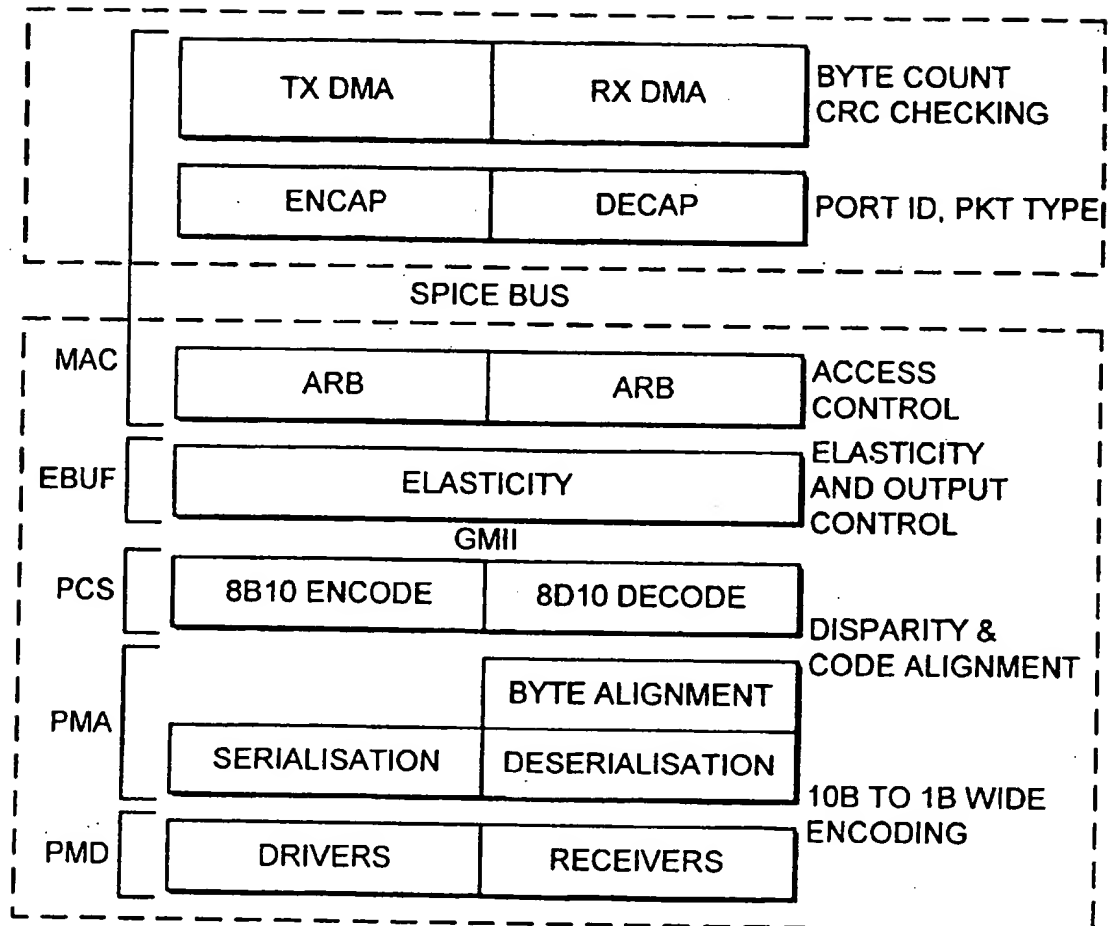 TX DMA
RX DMA
BYTE COUNT
CRC CHECKING
ENCAP
DECAP
PORT ID, PKT TYPE
SPICE BUS
MAC
ARB
ARB
ACCESS
CONTROL
EBUF
ELASTICITY
ELASTICITY
AND OUTPUT
CONTROL
GMII
PCS
8B10 ENCODE
8D10 DECODE
DISPARITY &
CODE ALIGNMENT
PMA
BYTE ALIGNMENT
SERIALISATION
DESERIALISATION
10B TO 1B WIDE
ENCODING
PMD
DRIVERS
RECEIVERS